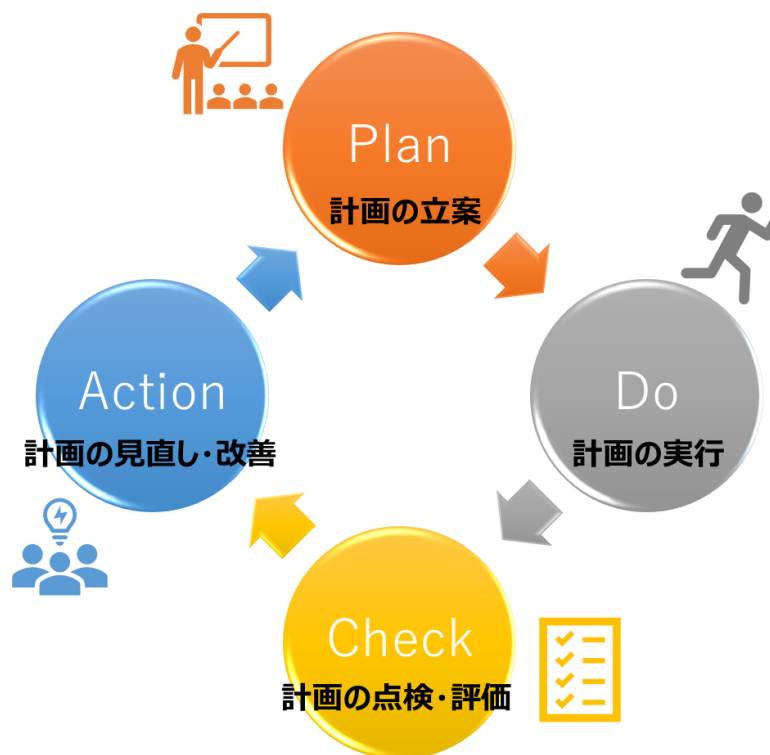 Plan
計画の立案
Do
計画の実行
Check
計画の点検・評価
Action
計画の見直し・改善